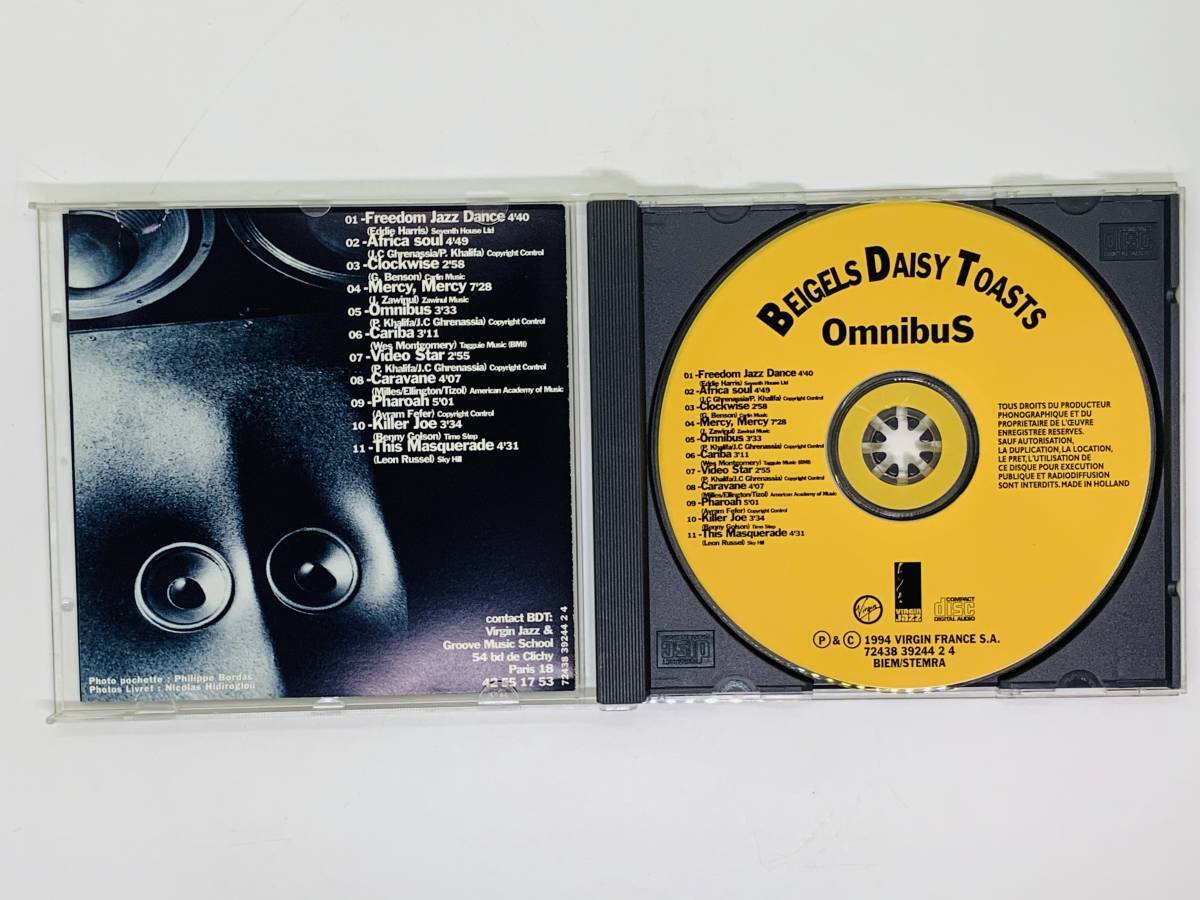 01-Freedom Jazz Dance 4'40
(Eddie Harris) Seventh House Ltd
02-Africa soul 4'49
(J.C Ghrenassia/P. Khalifa) Copyright Control
03-Clockwise 2'58
(G. Benson) Carlin Music
04-Mercy, Mercy 7'28
(J. Zawinul) Zawinul Music
05-Omnibus 3'33
(P. Khalifa/J.C Ghrenassia) Copyright Control
06-Cariba 3'11
(Wes Montgomery) Tagguie Music (BMI)
07-Video Star 2'55
(P. Khalifa/J.C Ghrenassia) Copyright Control
08-Caravane 4'07
(Milles/Ellington/Tizol) American Academy of Music
09-Pharoah 5'01
(Avram Fefer) Copyright Control
10-Killer Joe 3'34
(Benny Golson) Time Step
11-This Masquerade 4'31
(Leon Russel) Sky Hill
contact BDT:
Virgin Jazz &
Groove Music School
54 bd de Clichy
Paris 18
42 55 17 53
72438 39244 2 4
Photo pochette : Philippe Bordas
Photos Livret : Nicolas Hidiroglou
BEIGELS DAISY TOASTS
OmnibuS
01-Freedom Jazz Dance 4'40
(Eddie Harris) Seventh House Ltd
02-Africa soul 4'49
(J.C Ghrenassia/P. Khalifa) Copyright Control
03-Clockwise 2'58
(G. Benson) Carlin Music
04-Mercy, Mercy 7'28
(J. Zawinul) Zawinul Music
05-Omnibus 3'33
(P. Khalifa/J.C Ghrenassia) Copyright Control
06-Cariba 3'11
(Wes Montgomery) Tagguie Music (BMI)
07-Video Star 2'55
(P. Khalifa/J.C Ghrenassia) Copyright Control
08-Caravane 4'07
(Milles/Ellington/Tizol) American Academy of Music
09-Pharoah 5'01
(Avram Fefer) Copyright Control
10-Killer Joe 3'34
(Benny Golson) Time Step
11-This Masquerade 4'31
(Leon Russel) Sky Hill
TOUS DROITS DU PRODUCTEUR
PHONOGRAPHIQUE ET DU
PROPRIETAIRE DE L'ŒUVRE
ENREGISTREE RESERVES.
SAUF AUTORISATION,
LA DUPLICATION, LA LOCATION,
LE PRET, L'UTILISATION DE
CE DISQUE POUR EXECUTION
PUBLIQUE ET RADIODIFFUSION
SONT INTERDITS. MADE IN HOLLAND
Virgin
VIRGIN
JAZZ
COMPACT
disc
DIGITAL AUDIO
Ⓟ & © 1994 VIRGIN FRANCE S.A.
72438 39244 2 4
BIEM/STEMRA